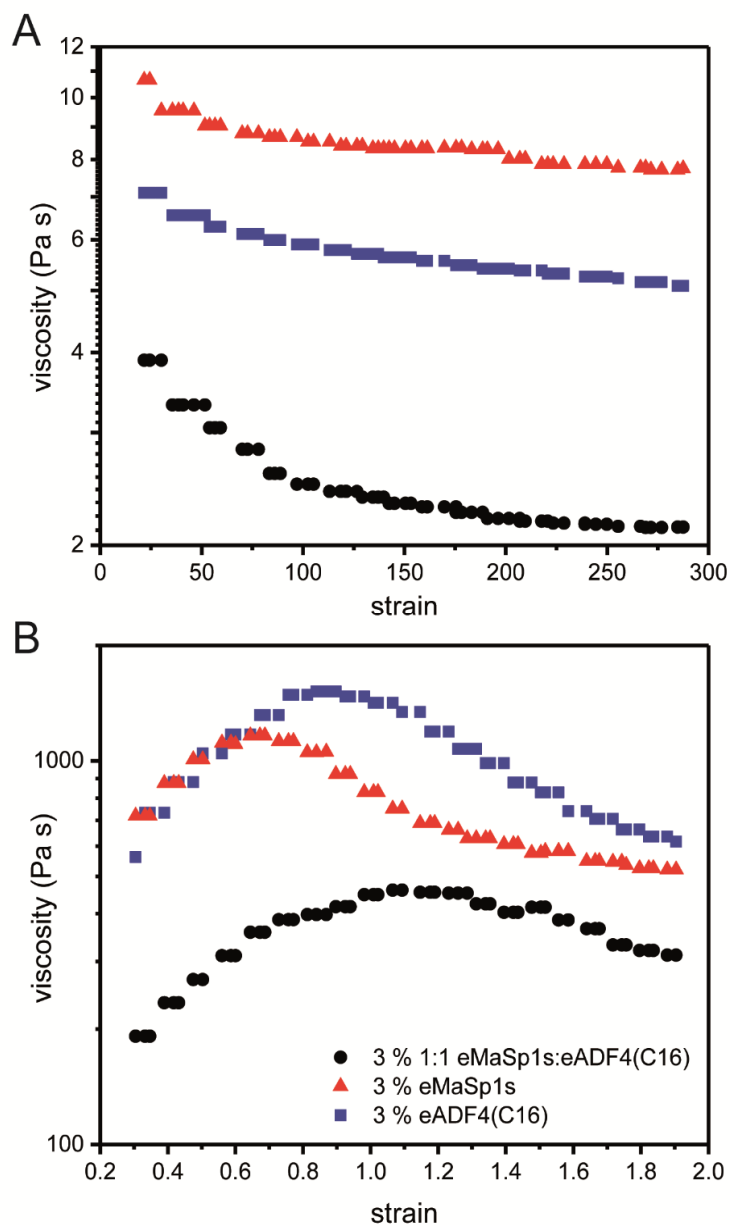 A
12
10
8
6
4
2
viscosity (Pa s)
0 50 100 150 200 250 300
strain
B
1000
100
viscosity (Pa s)
3 % 1:1 eMaSp1s:eADF4(C16)
3 % eMaSp1s
3 % eADF4(C16)
0.2 0.4 0.6 0.8 1.0 1.2 1.4 1.6 1.8 2.0
strain